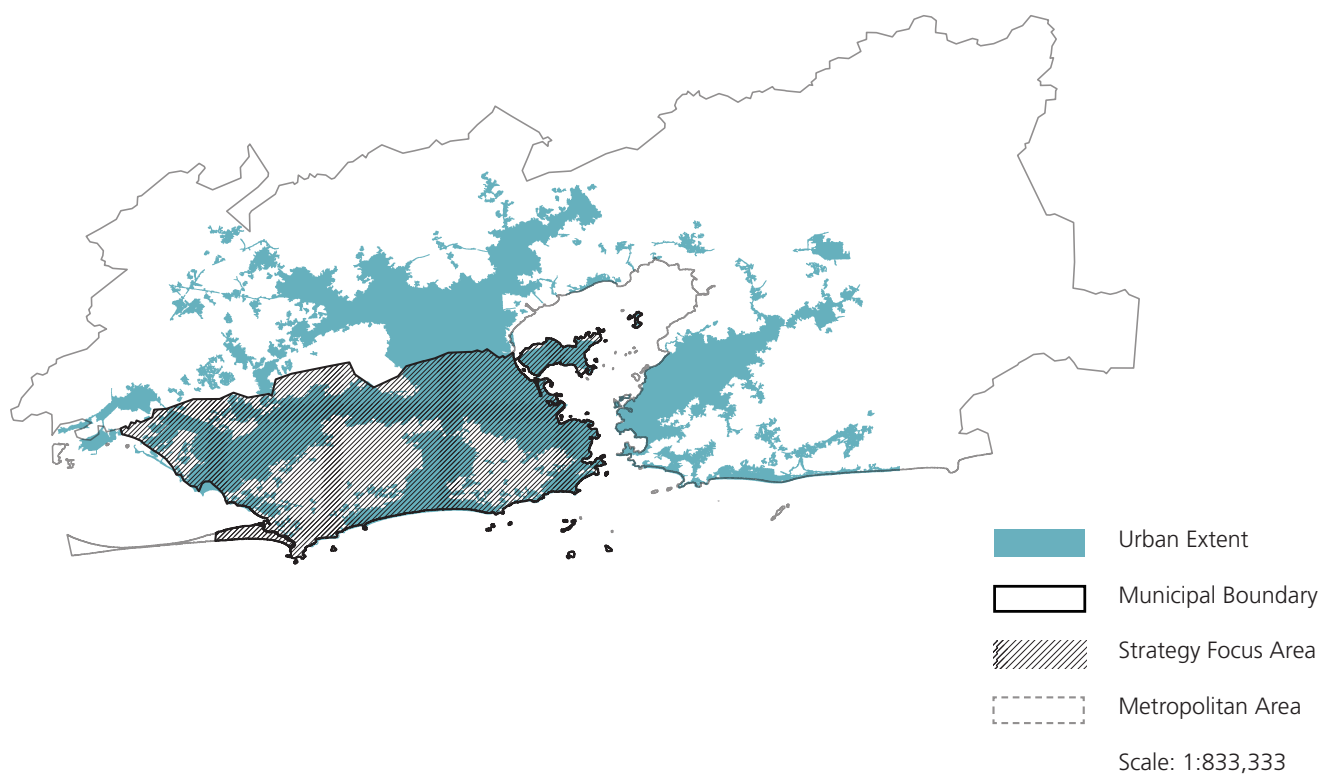 Urban Extent
Municipal Boundary
Strategy Focus Area
Metropolitan Area
Scale: 1:833,333